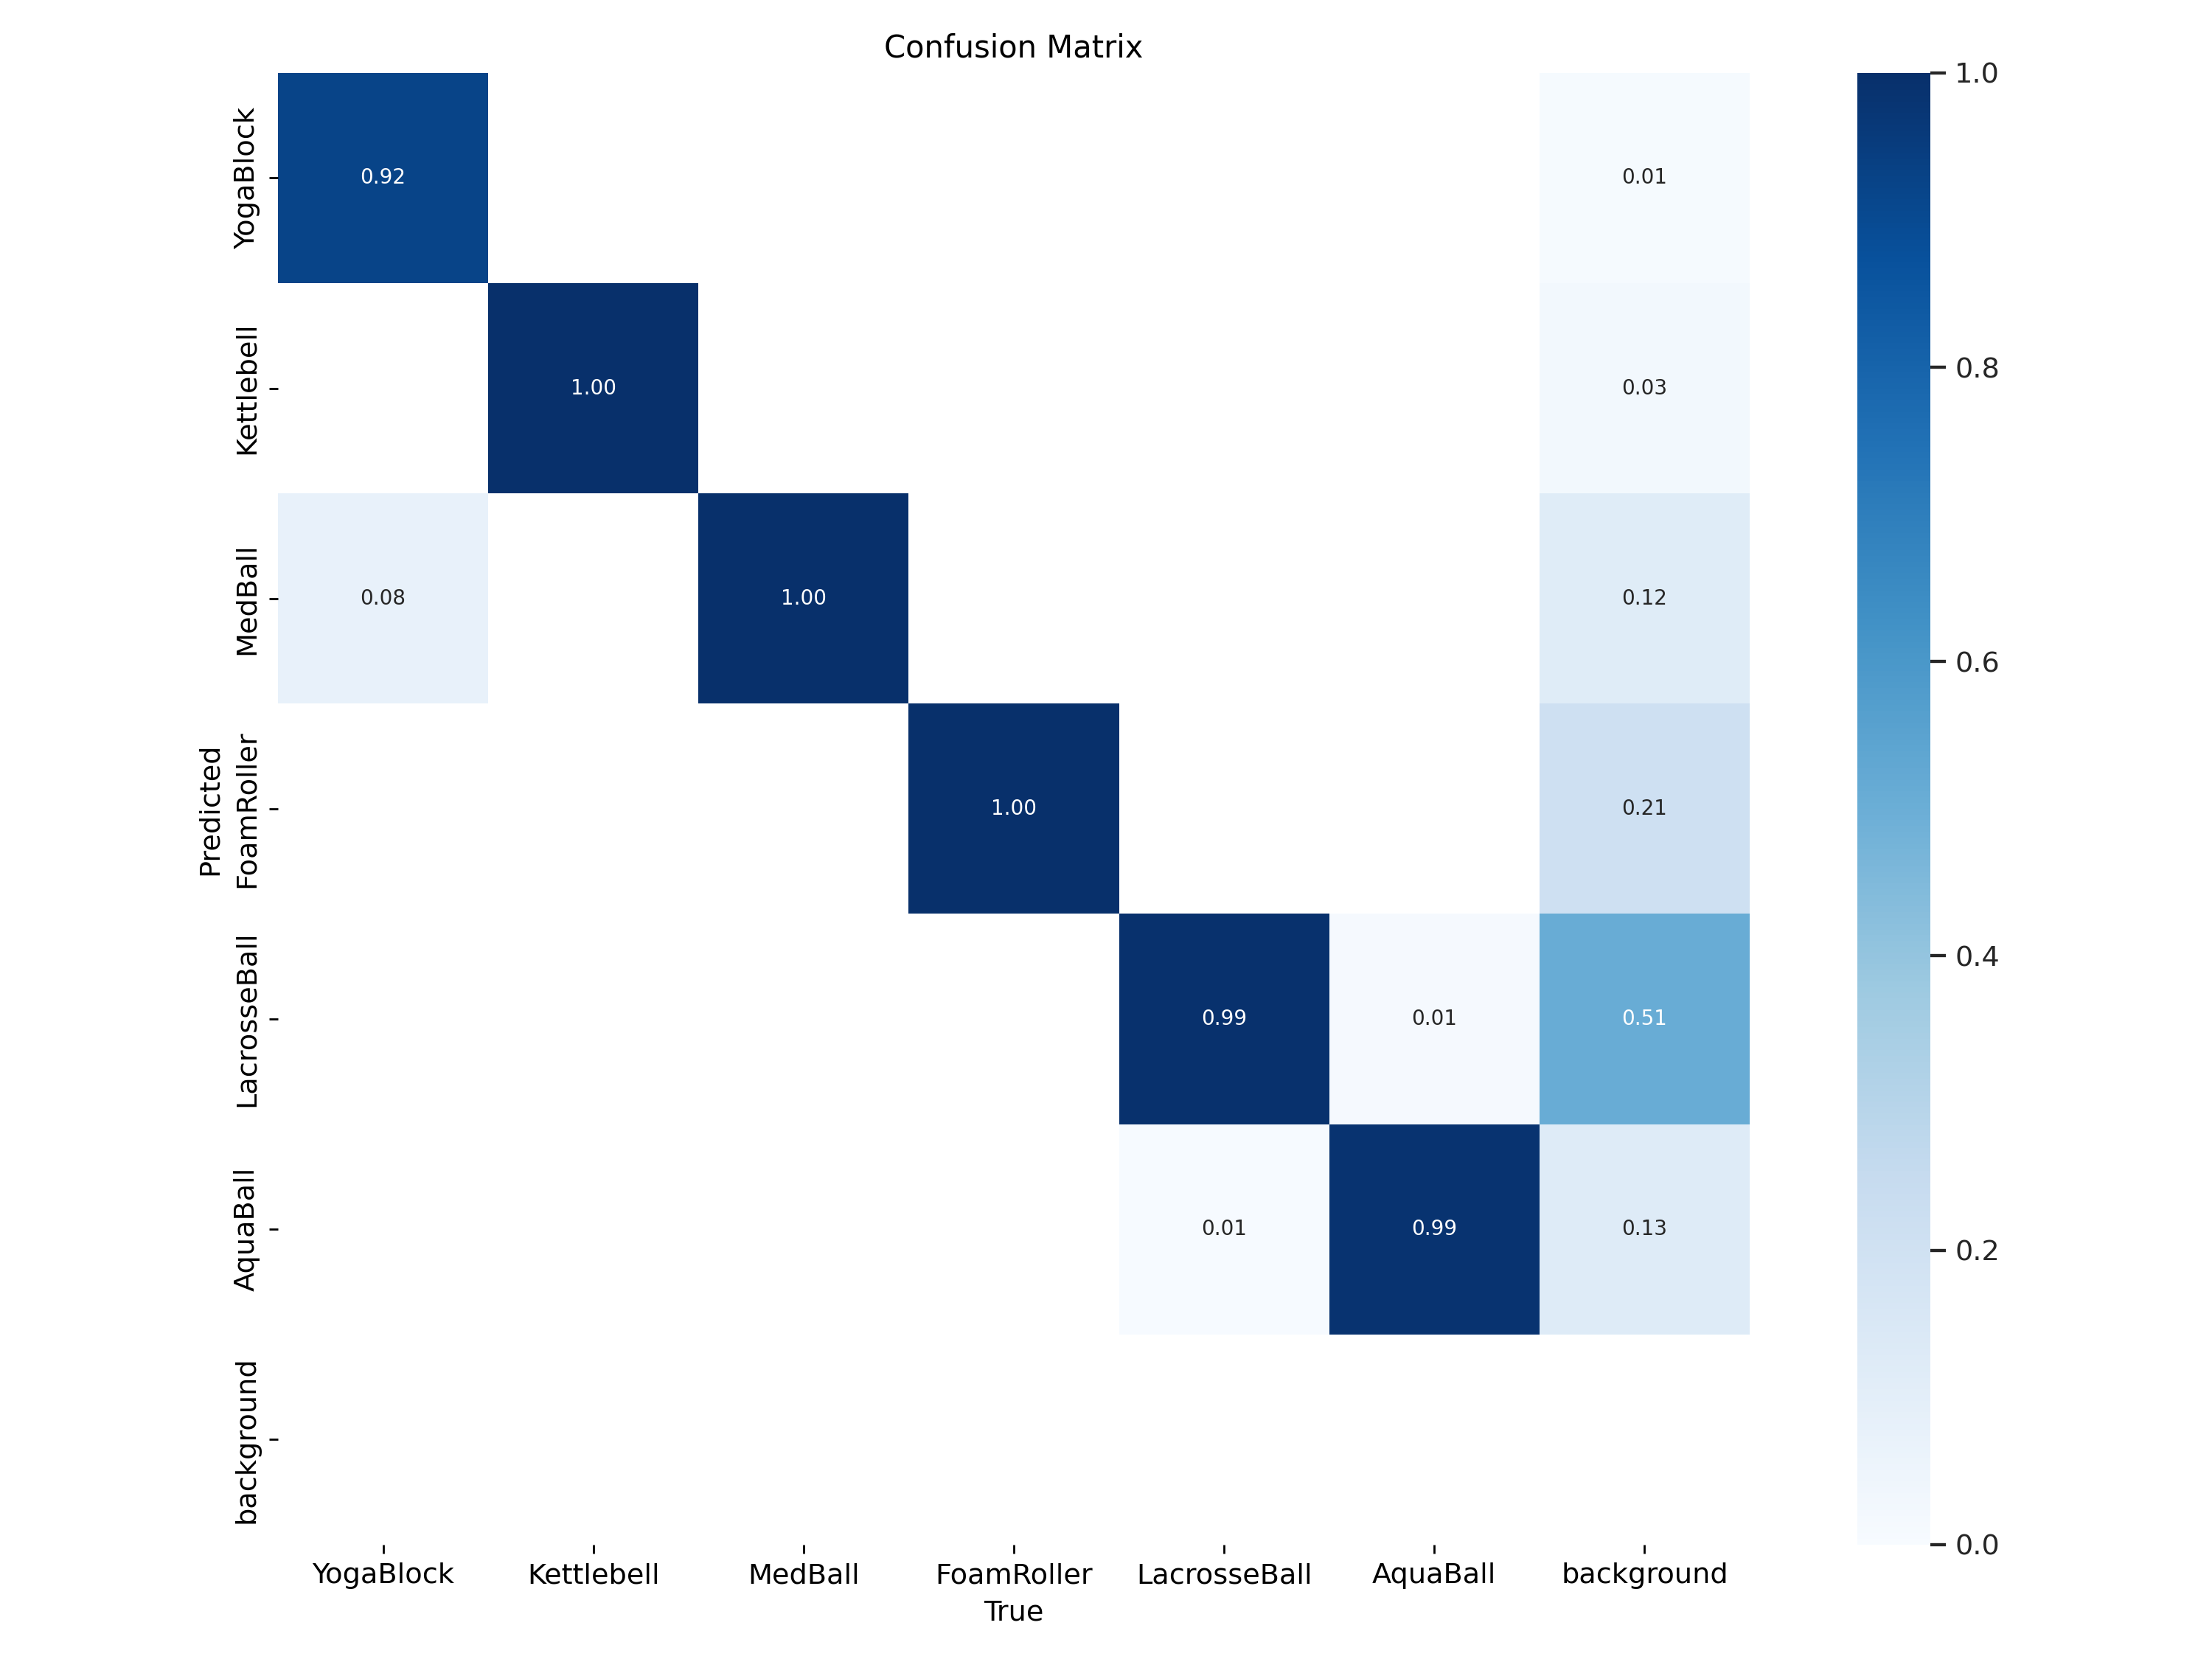 Confusion Matrix
YogaBlock
0.92
0.01
1.0
Kettlebell
1.00
0.03
0.8
MedBall
0.08
1.00
0.12
0.6
Predicted
FoamRoller
1.00
0.21
LacrosseBall
0.99
0.01
0.51
0.4
AquaBall
0.01
0.99
0.13
0.2
background
0.0
YogaBlock Kettlebell MedBall FoamRoller LacrosseBall AquaBall background
True